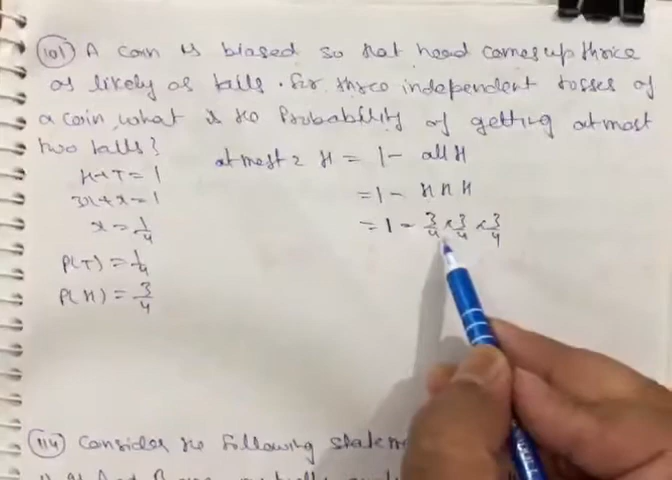 101 A coin is biased so that head comes up thrice
as likely as tails. For three independent tosses of
a coin, what is the Probability of getting atmost
two tails?
at most 2 H = 1 - all H
H+T = 1
= 1 - H H H
3x+x = 1
= 1 - 3/4 × 3/4 × 3/4
x = 1/4
P(T) = 1/4
P(H) = 3/4
114 Consider the following